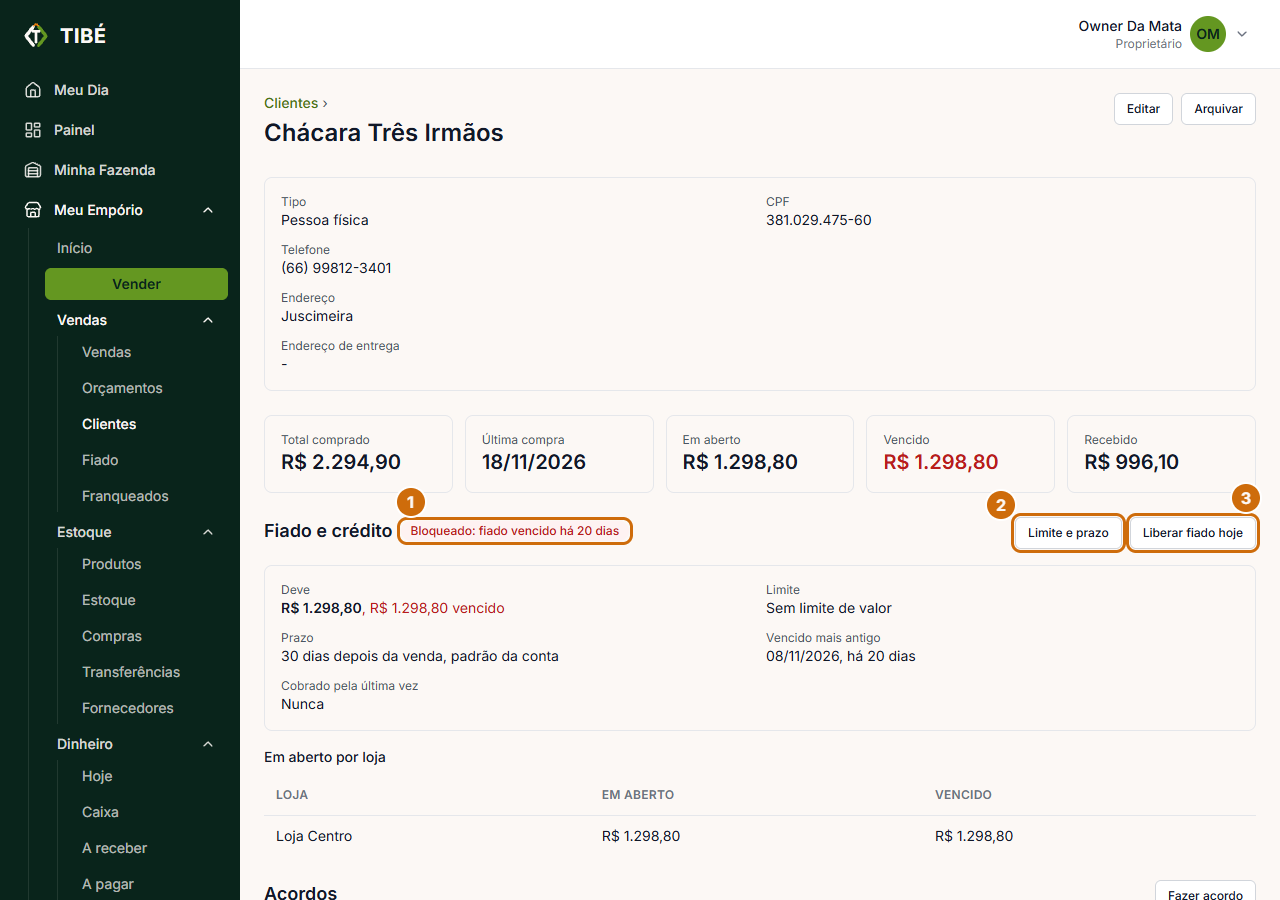 TIBÉ
Meu Dia
Painel
Minha Fazenda
Meu Empório
Início
Vender
Vendas
Vendas
Orçamentos
Clientes
Fiado
Franqueados
Estoque
Produtos
Estoque
Compras
Transferências
Fornecedores
Dinheiro
Hoje
Caixa
A receber
A pagar
Owner Da Mata
Proprietário
OM
Clientes ›
Chácara Três Irmãos
Editar
Arquivar
Tipo
Pessoa física
CPF
381.029.475-60
Telefone
(66) 99812-3401
Endereço
Juscimeira
Endereço de entrega
-
Total comprado
R$ 2.294,90
Última compra
18/11/2026
Em aberto
R$ 1.298,80
Vencido
R$ 1.298,80
Recebido
R$ 996,10
1
2
3
Fiado e crédito
Bloqueado: fiado vencido há 20 dias
Limite e prazo
Liberar fiado hoje
Deve
R$ 1.298,80, R$ 1.298,80 vencido
Limite
Sem limite de valor
Prazo
30 dias depois da venda, padrão da conta
Vencido mais antigo
08/11/2026, há 20 dias
Cobrado pela última vez
Nunca
Em aberto por loja
LOJA EM ABERTO VENCIDO
Loja Centro R$ 1.298,80 R$ 1.298,80
Acordos
Fazer acordo